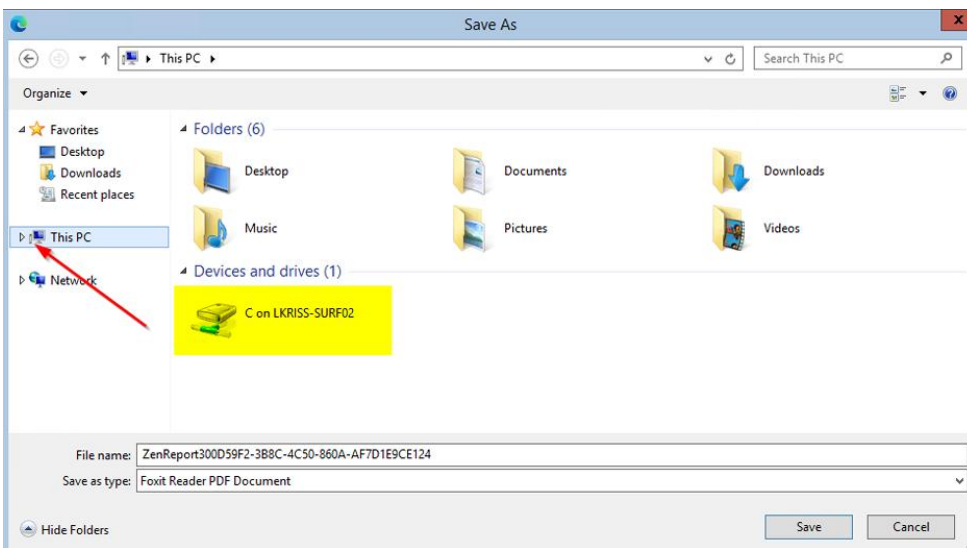 Save As
This PC
Search This PC
Organize
Favorites
Desktop
Downloads
Recent places
This PC
Network
Folders (6)
Desktop
Documents
Downloads
Music
Pictures
Videos
Devices and drives (1)
C on LKRISS-SURF02
File name: ZenReport300D59F2-3B8C-4C50-860A-AF7D1E9CE124
Save as type: Foxit Reader PDF Document
Hide Folders
Save
Cancel